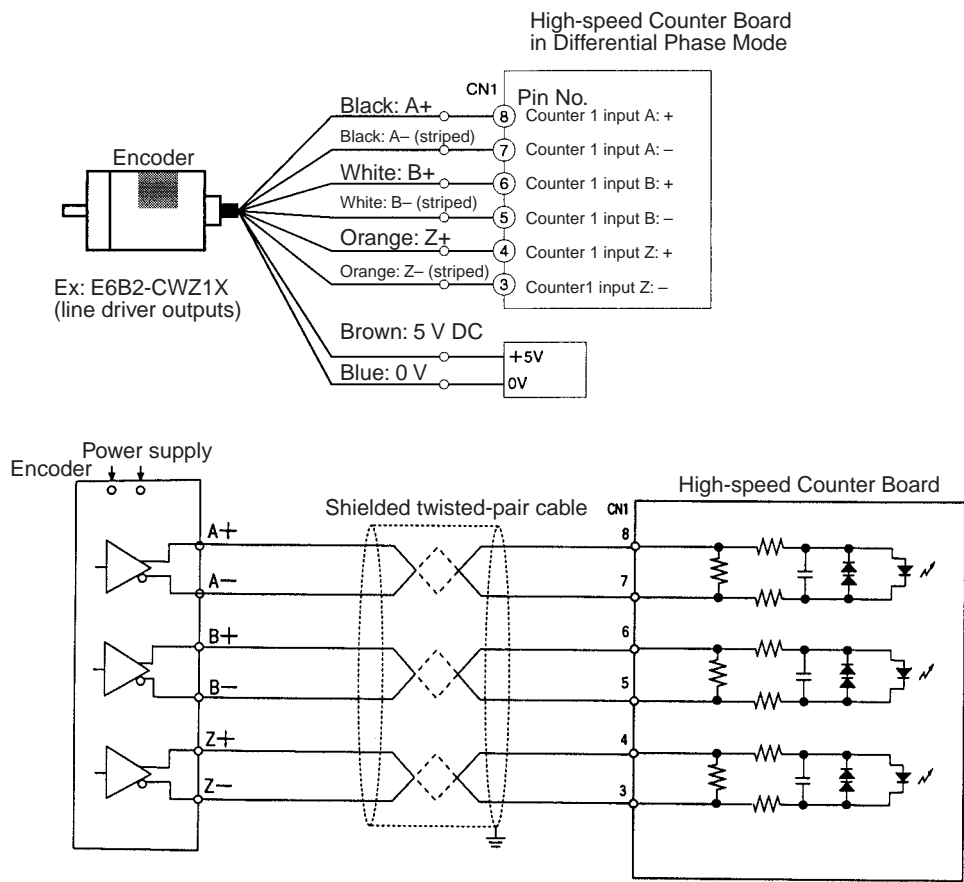 High-speed Counter Board
in Differential Phase Mode
CN1
Pin No.
Black: A+
8 Counter 1 input A: +
Black: A– (striped)
7 Counter 1 input A: –
Encoder
White: B+
6 Counter 1 input B: +
White: B– (striped)
5 Counter 1 input B: –
Orange: Z+
4 Counter 1 input Z: +
Orange: Z– (striped)
3 Counter1 input Z: –
Ex: E6B2-CWZ1X
(line driver outputs)
Brown: 5 V DC
+5V
Blue: 0 V
0V
Power supply
Encoder
High-speed Counter Board
Shielded twisted-pair cable
CN1
A+
8
A−
7
B+
6
B−
5
Z+
4
Z−
3